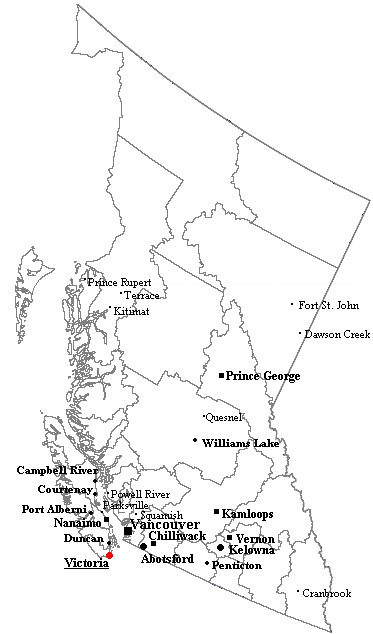 Prince Rupert
Terrace
Kitimat
Fort St. John
Dawson Creek
Prince George
Quesnel
Williams Lake
Campbell River
Courtenay
Powell River
Parksville
Port Alberni
Squamish
Nanaimo
Vancouver
Kamloops
Duncan
Chilliwack
Vernon
Kelowna
Abotsford
Victoria
Penticton
Cranbrook